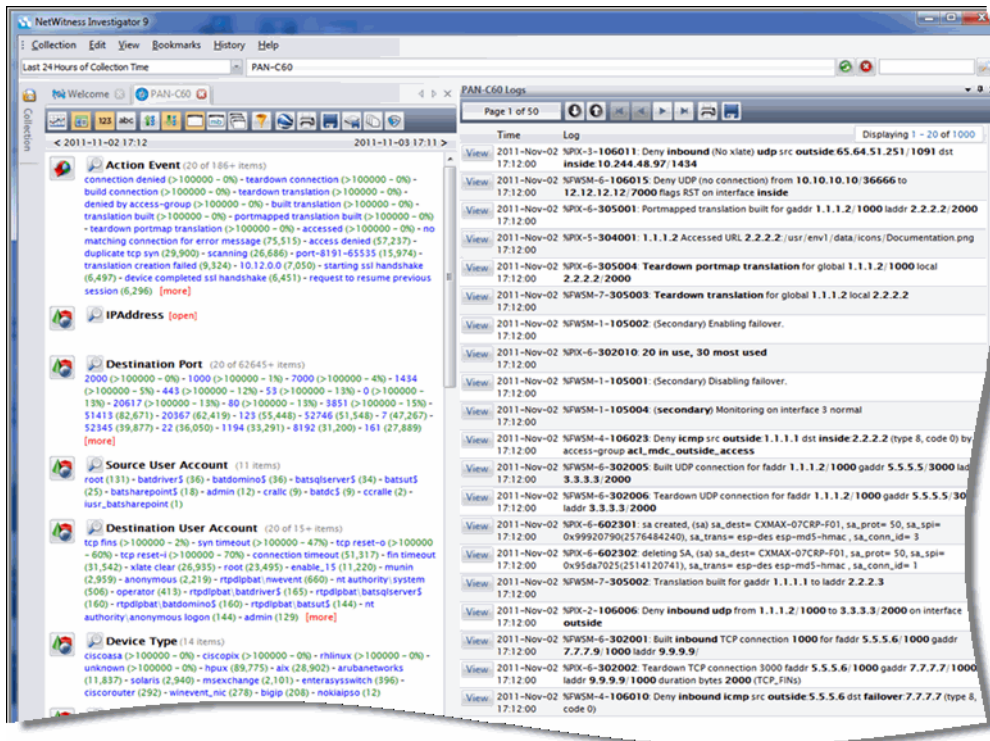 NetWitness Investigator 9
Collection Edit View Bookmarks History Help
Last 24 Hours of Collection Time
PAN-C60
Collection
Welcome
PAN-C60
123 abc
< 2011-11-02 17:12
2011-11-03 17:11 >
Action Event (20 of 186+ items)
connection denied (>100000 - 0%) - teardown connection (>100000 - 0%) -
build connection (>100000 - 0%) - teardown translation (>100000 - 0%) -
denied by access-group (>100000 - 0%) - built translation (>100000 - 0%) -
translation built (>100000 - 0%) - portmapped translation built (>100000 - 0%)
- teardown portmap translation (>100000 - 0%) - accessed (>100000 - 0%) - no
matching connection for error message (75,515) - access denied (57,237) -
duplicate tcp syn (29,900) - scanning (26,686) - port-8191-65535 (15,974) -
translation creation failed (9,324) - 10.12.0.0 (7,050) - starting ssl handshake
(6,497) - device completed ssl handshake (6,451) - request to resume previous
session (6,296) [more]
IPAddress [open]
Destination Port (20 of 62645+ items)
2000 (>100000 - 0%) - 1000 (>100000 - 1%) - 7000 (>100000 - 4%) - 1434
(>100000 - 5%) - 443 (>100000 - 12%) - 53 (>100000 - 13%) - 0 (>100000 -
13%) - 20617 (>100000 - 13%) - 80 (>100000 - 13%) - 3851 (>100000 - 15%) -
51413 (82,671) - 20367 (62,419) - 123 (55,448) - 52746 (51,548) - 7 (47,267) -
52345 (39,877) - 22 (36,050) - 1194 (33,291) - 8192 (31,200) - 161 (27,889)
[more]
Source User Account (11 items)
root (131) - batdriver$ (36) - batdomino$ (36) - batsqlserver$ (34) - batsut$
(25) - batsharepoint$ (18) - admin (12) - crallc (9) - batdc$ (9) - ccralle (2) -
iusr_batsharepoint (1)
Destination User Account (20 of 15+ items)
tcp fins (>100000 - 2%) - syn timeout (>100000 - 47%) - tcp reset-o (>100000
- 60%) - tcp reset-i (>100000 - 70%) - connection timeout (51,317) - fin timeout
(31,542) - xlate clear (26,935) - root (23,495) - enable_15 (11,220) - munin
(2,959) - anonymous (2,219) - rtpdlpbat\nwevent (660) - nt authority\system
(506) - operator (413) - rtpdlpbat\batdriver$ (165) - rtpdlpbat\batsqlserver$
(160) - rtpdlpbat\batdomino$ (160) - rtpdlpbat\batsut$ (144) - nt
authority\anonymous logon (144) - admin (129) [more]
Device Type (14 items)
ciscoasa (>100000 - 0%) - ciscopix (>100000 - 0%) - rhlinux (>100000 - 0%) -
unknown (>100000 - 0%) - hpux (89,775) - aix (28,902) - arubanetworks
(11,837) - solaris (2,940) - msexchange (2,101) - enterasysswitch (396) -
ciscorouter (292) - winevent_nic (278) - bigip (208) - nokiaipso (12)
PAN-C60 Logs
Page 1 of 50
Time Log Displaying 1 - 20 of 1000
View 2011-Nov-02 %PIX-3-106011: Deny inbound (No xlate) udp src outside:65.64.51.251/1091 dst
17:12:00 inside:10.244.48.97/1434
View 2011-Nov-02 %FWSM-6-106015: Deny UDP (no connection) from 10.10.10.10/36666 to
17:12:00 12.12.12.12/7000 flags RST on interface inside
View 2011-Nov-02 %PIX-6-305001: Portmapped translation built for gaddr 1.1.1.2/1000 laddr 2.2.2.2/2000
17:12:00
View 2011-Nov-02 %PIX-5-304001: 1.1.1.2 Accessed URL 2.2.2.2:/usr/env1/data/icons/Documentation.png
17:12:00
View 2011-Nov-02 %PIX-6-305004: Teardown portmap translation for global 1.1.1.2/1000 local
17:12:00 2.2.2.2/2000
View 2011-Nov-02 %FWSM-7-305003: Teardown translation for global 1.1.1.2 local 2.2.2.2
17:12:00
View 2011-Nov-02 %FWSM-1-105002: (Secondary) Enabling failover.
17:12:00
View 2011-Nov-02 %PIX-6-302010: 20 in use, 30 most used
17:12:00
View 2011-Nov-02 %FWSM-1-105001: (Secondary) Disabling failover.
17:12:00
View 2011-Nov-02 %FWSM-1-105004: (secondary) Monitoring on interface 3 normal
17:12:00
View 2011-Nov-02 %FWSM-4-106023: Deny icmp src outside:1.1.1.1 dst inside:2.2.2.2 (type 8, code 0) by
17:12:00 access-group acl_mdc_outside_access
View 2011-Nov-02 %FWSM-6-302005: Built UDP connection for faddr 1.1.1.2/1000 gaddr 5.5.5.5/3000 lad
17:12:00 3.3.3.3/2000
View 2011-Nov-02 %FWSM-6-302006: Teardown UDP connection for faddr 1.1.1.2/1000 gaddr 5.5.5.5/30
17:12:00 laddr 3.3.3.3/2000
View 2011-Nov-02 %PIX-6-602301: sa created, (sa) sa_dest= CXMAX-07CRP-F01, sa_prot= 50, sa_spi=
17:12:00 0x99920790(2576484240), sa_trans= esp-des esp-md5-hmac , sa_conn_id= 3
View 2011-Nov-02 %PIX-6-602302: deleting SA, (sa) sa_dest= CXMAX-07CRP-F01, sa_prot= 50, sa_spi=
17:12:00 0x95da7025(2514120741), sa_trans= esp-des esp-md5-hmac , sa_conn_id= 1
View 2011-Nov-02 %PIX-7-305002: Translation built for gaddr 1.1.1.1 to laddr 2.2.2.3
17:12:00
View 2011-Nov-02 %PIX-2-106006: Deny inbound udp from 1.1.1.2/1000 to 3.3.3.3/2000 on interface
17:12:00 outside
View 2011-Nov-02 %FWSM-6-302001: Built inbound TCP connection 1000 for faddr 5.5.5.6/1000 gaddr
17:12:00 7.7.7.9/1000 laddr 9.9.9.9/
View 2011-Nov-02 %PIX-6-302002: Teardown TCP connection 3000 faddr 5.5.5.6/1000 gaddr 7.7.7.7/1000
17:12:00 laddr 9.9.9.9/1000 duration bytes 2000 (TCP_FINs)
View 2011-Nov-02 %FWSM-4-106010: Deny inbound icmp src outside:5.5.5.6 dst failover:7.7.7.7 (type 8,
17:12:00 code 0)